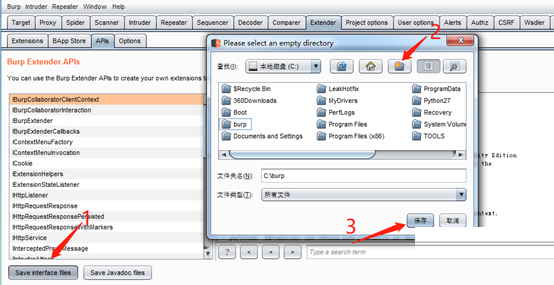 Burp Intruder Repeater Window Help
Target Proxy Spider Scanner Intruder Repeater Sequencer Decoder Comparer Extender Project options User options Alerts Authz CSRF Wsdler
Extensions BApp Store APIs Options
Burp Extender APIs
You can use the Burp Extender APIs to create your own extensions to
IBurpCollaboratorClientContext
IBurpCollaboratorInteraction
IBurpExtender
IBurpExtenderCallbacks
IContextMenuFactory
IContextMenuInvocation
ICookie
IExtensionHelpers
IExtensionStateListener
IHttpListener
IHttpRequestResponse
IHttpRequestResponsePersisted
IHttpRequestResponseWithMarkers
IHttpService
IInterceptedProxyMessage
Save interface files Save Javadoc files
Please select an empty directory
查找(I): 本地磁盘 (C:)
$Recycle.Bin LeakHotfix ProgramData
360Downloads MyDrivers Python27
Boot PerfLogs Recovery
burp Program Files System Volume
Documents and Settings Program Files (x86) TOOLS
文件夹名(N): C:\burp
文件类型(T): 所有文件
保存 取消
ity Edition
the
ntext.
? < + > Type a search term
1
2
3